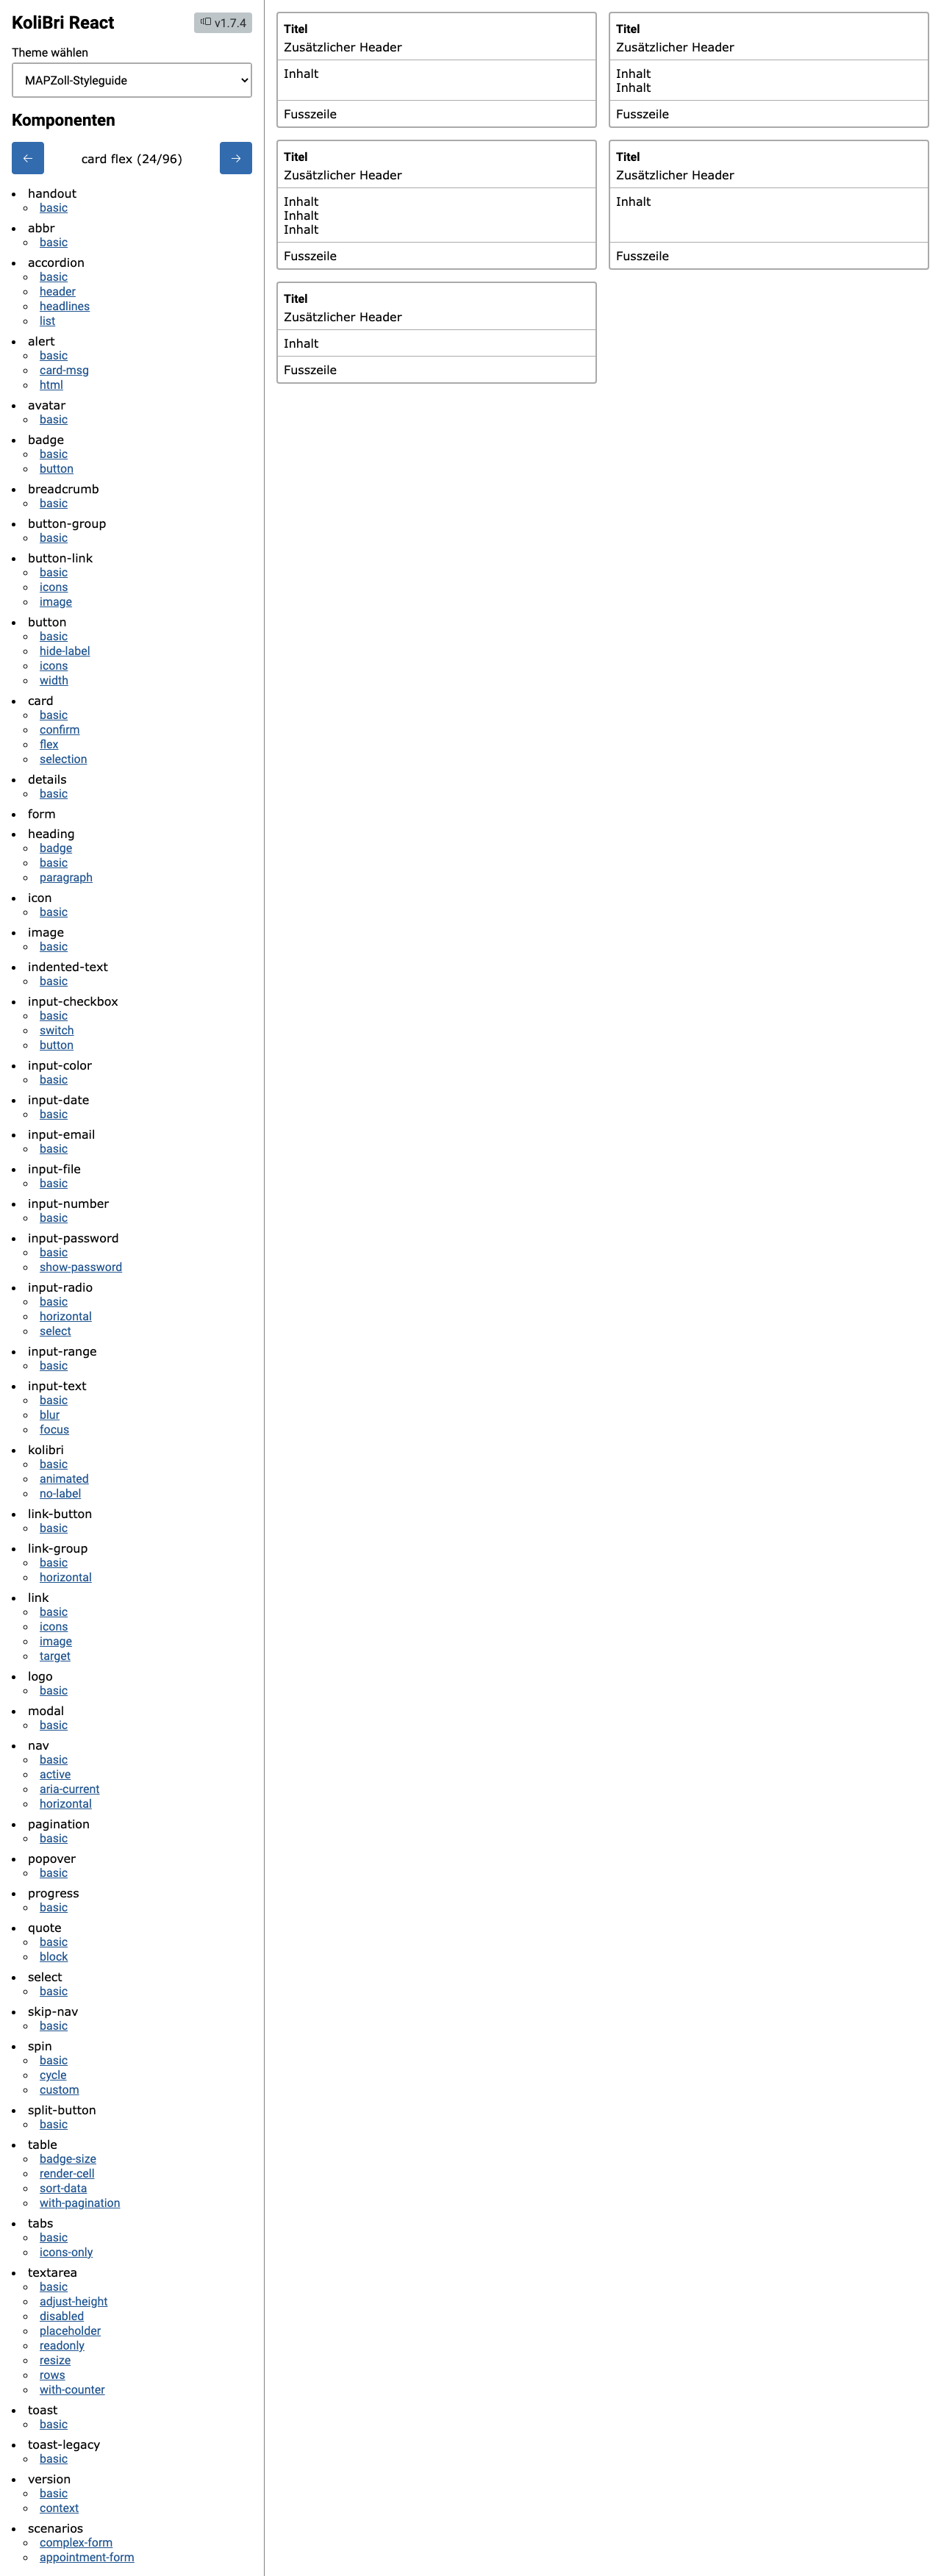 KoliBri React
v1.7.4
Theme wählen
MAPZoll-Styleguide
Komponenten
← card flex (24/96) →
handout
basic
abbr
basic
accordion
basic
header
headlines
list
alert
basic
card-msg
html
avatar
basic
badge
basic
button
breadcrumb
basic
button-group
basic
button-link
basic
icons
image
button
basic
hide-label
icons
width
card
basic
confirm
flex
selection
details
basic
form
heading
badge
basic
paragraph
icon
basic
image
basic
indented-text
basic
input-checkbox
basic
switch
button
input-color
basic
input-date
basic
input-email
basic
input-file
basic
input-number
basic
input-password
basic
show-password
input-radio
basic
horizontal
select
input-range
basic
input-text
basic
blur
focus
kolibri
basic
animated
no-label
link-button
basic
link-group
basic
horizontal
link
basic
icons
image
target
logo
basic
modal
basic
nav
basic
active
aria-current
horizontal
pagination
basic
popover
basic
progress
basic
quote
basic
block
select
basic
skip-nav
basic
spin
basic
cycle
custom
split-button
basic
table
badge-size
render-cell
sort-data
with-pagination
tabs
basic
icons-only
textarea
basic
adjust-height
disabled
placeholder
readonly
resize
rows
with-counter
toast
basic
toast-legacy
basic
version
basic
context
scenarios
complex-form
appointment-form
Titel
Zusätzlicher Header
Inhalt
Fusszeile
Titel
Zusätzlicher Header
Inhalt
Inhalt
Fusszeile
Titel
Zusätzlicher Header
Inhalt
Inhalt
Inhalt
Fusszeile
Titel
Zusätzlicher Header
Inhalt
Fusszeile
Titel
Zusätzlicher Header
Inhalt
Fusszeile